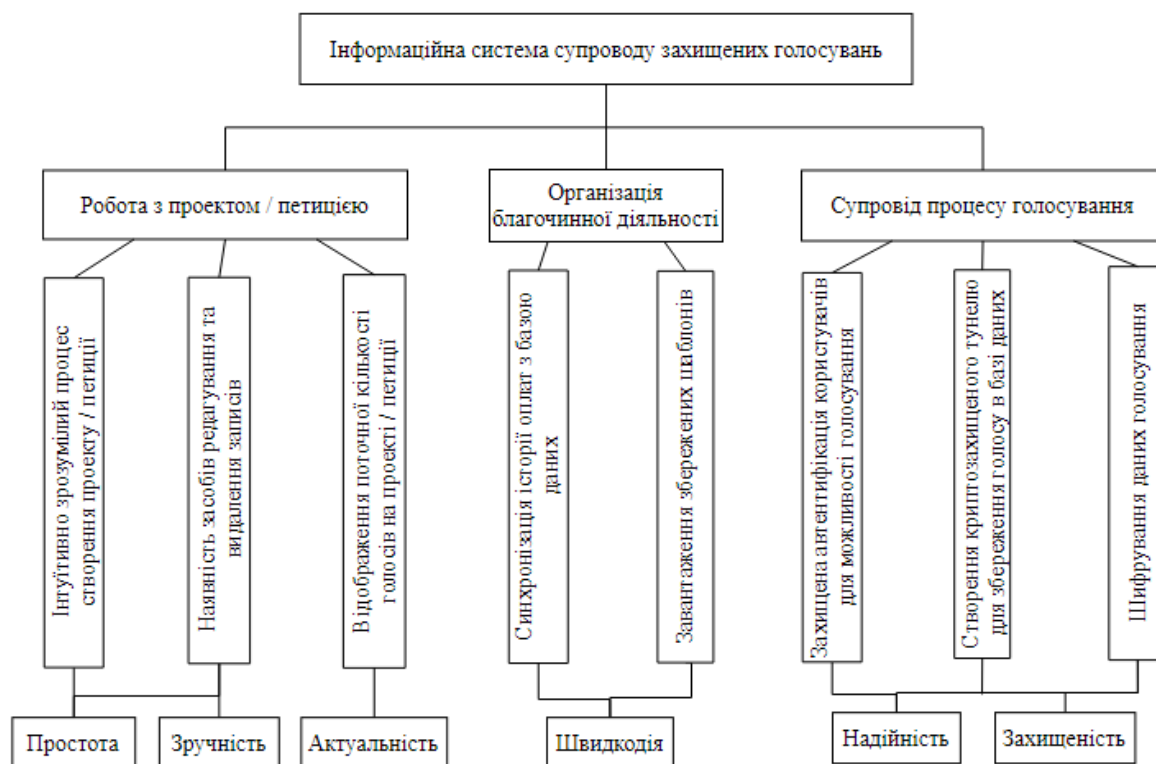 Інформаційна система супроводу захищених голосувань
Робота з проектом / петицією
Організація
благочинної діяльності
Супровід процесу голосування
Інтуїтивно зрозумілий процес
створення проекту / петиції
Наявність засобів редагування та
видалення записів
Відображення поточної кількості
голосів на проекті / петиції
Синхронізація історії оплат з базою
даних
Завантаження збережених шаблонів
Захищена автентифікація користувачів
для можливості голосування
Створення криптозахищеного тунелю
для збереження голосу в базі даних
Шифрування даних голосування
Простота
Зручність
Актуальність
Швидкодія
Надійність
Захищеність